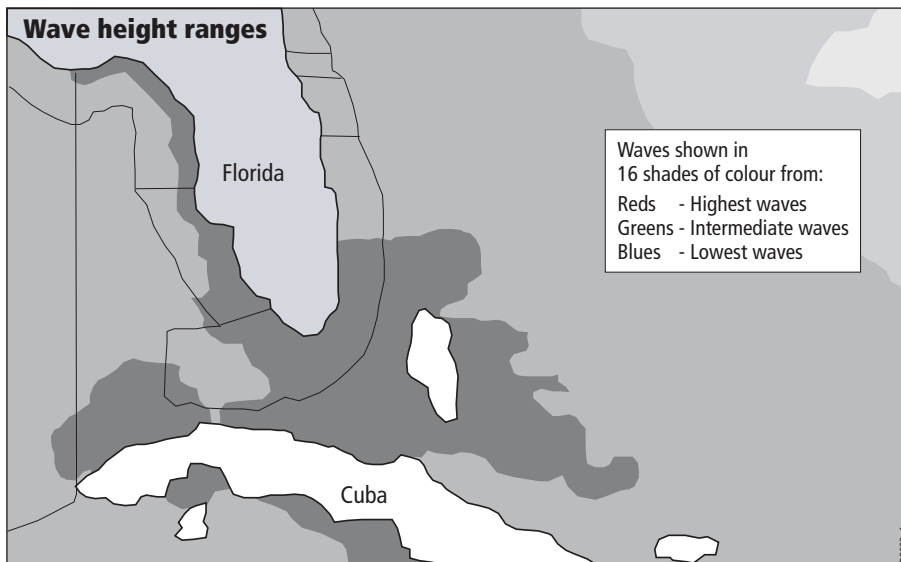 Wave height ranges
Florida
Waves shown in
16 shades of colour from:
Reds - Highest waves
Greens - Intermediate waves
Blues - Lowest waves
Cuba